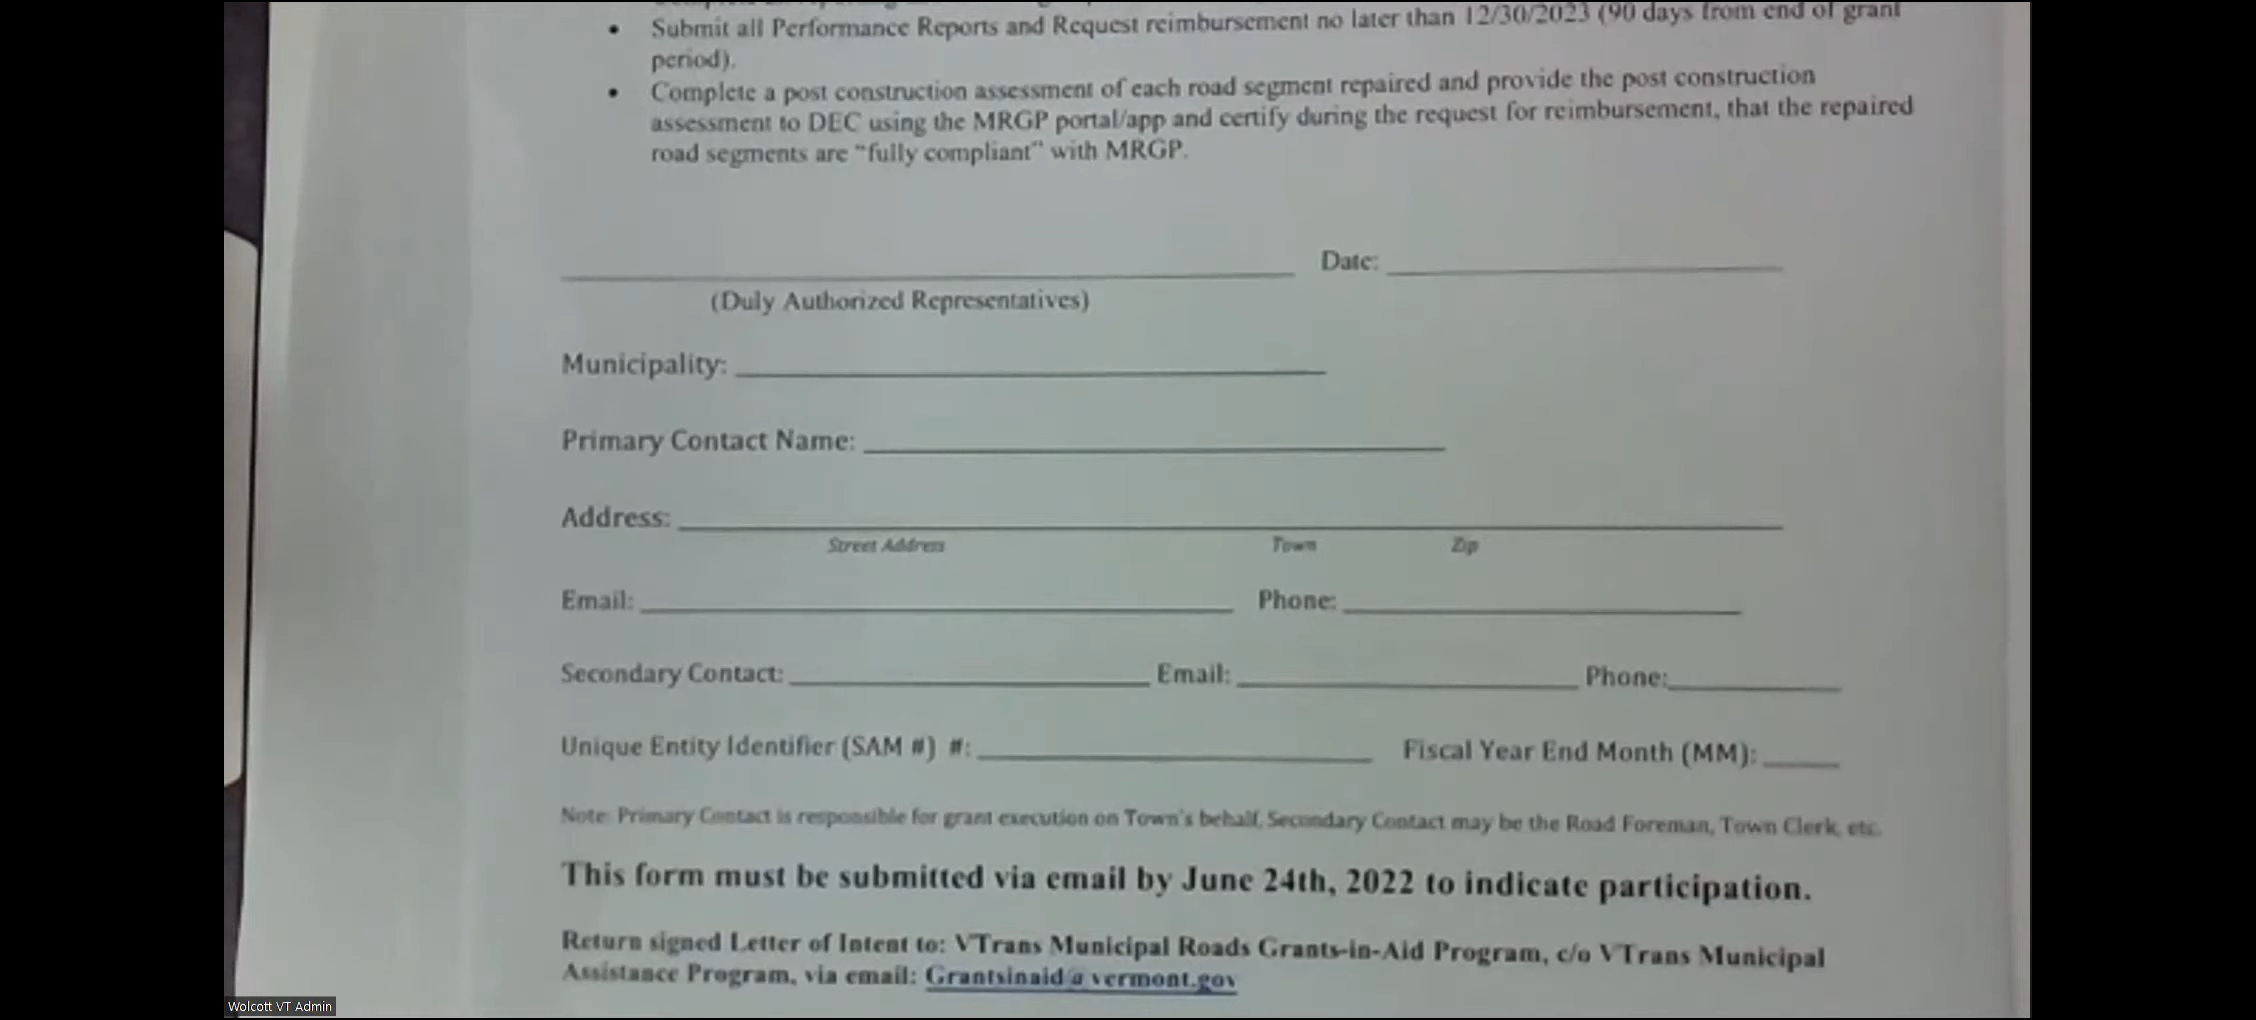 • Submit all Performance Reports and Request reimbursement no later than 12/30/2023 (90 days from end of grant
period).
• Complete a post construction assessment of each road segment repaired and provide the post construction
assessment to DEC using the MRGP portal/app and certify during the request for reimbursement, that the repaired
road segments are “fully compliant” with MRGP.
Date:
(Duly Authorized Representatives)
Municipality:
Primary Contact Name:
Address:
Street Address Town Zip
Email: Phone:
Secondary Contact: Email: Phone:
Unique Entity Identifier (SAM #) #: Fiscal Year End Month (MM):
Note: Primary Contact is responsible for grant execution on Town's behalf, Secondary Contact may be the Road Foreman, Town Clerk, etc.
This form must be submitted via email by June 24th, 2022 to indicate participation.
Return signed Letter of Intent to: VTrans Municipal Roads Grants-in-Aid Program, c/o VTrans Municipal
Assistance Program, via email: Grantsinaid@vermont.gov
Wolcott VT Admin